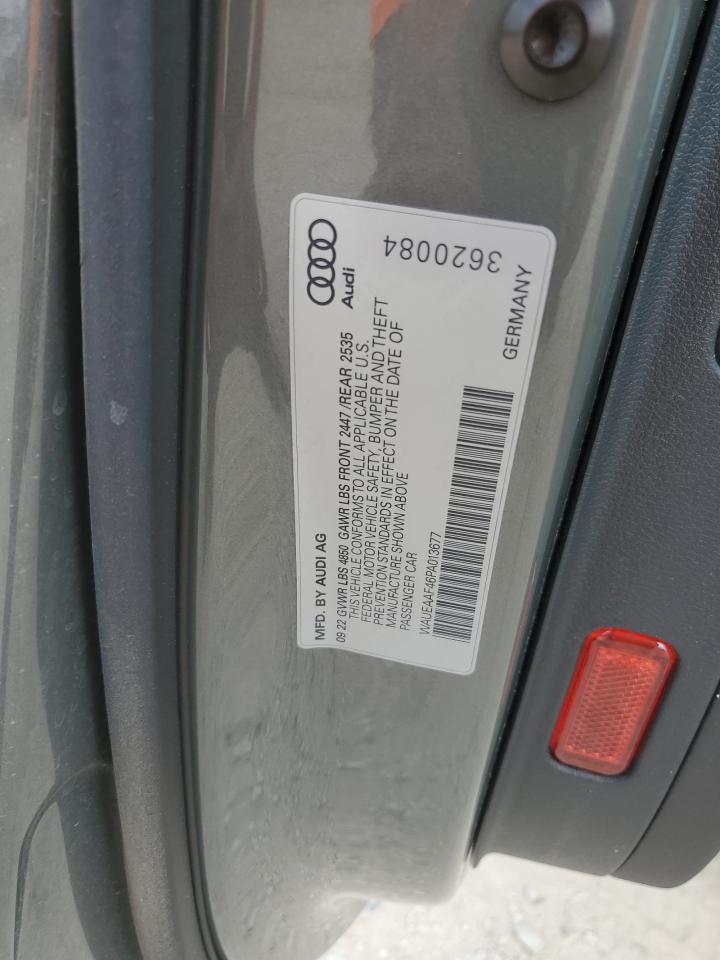 MFD. BY AUDI AG
Audi
09 22 GVWR LBS 4850 GAWR LBS FRONT 2447 /REAR 2535
THIS VEHICLE CONFORMS TO ALL APPLICABLE U.S.
FEDERAL MOTOR VEHICLE SAFETY, BUMPER AND THEFT
PREVENTION STANDARDS IN EFFECT ON THE DATE OF
MANUFACTURE SHOWN ABOVE
3620084
PASSENGER CAR
WAUEAAF46PA013677
GERMANY